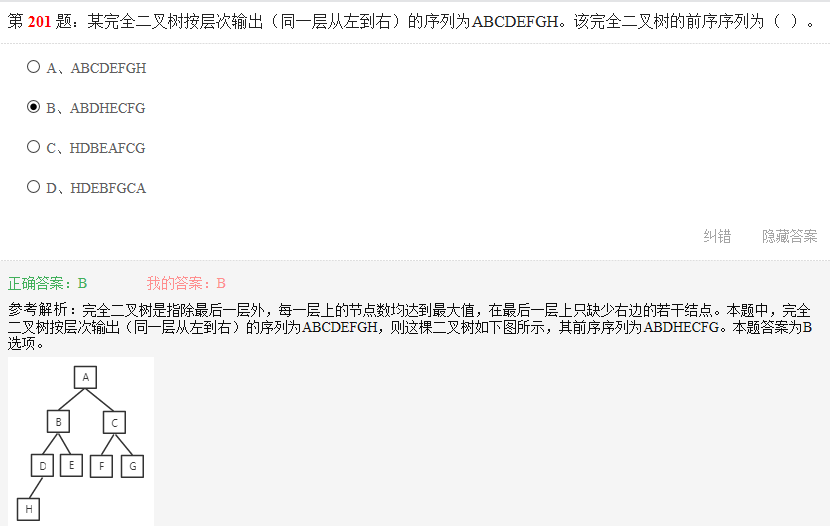 第 201 题：某完全二叉树按层次输出（同一层从左到右）的序列为ABCDEFGH。该完全二叉树的前序序列为（ ）。
A、ABCDEFGH
B、ABDHECFG
C、HDBEAFCG
D、HDEBFGCA
纠错 隐藏答案
正确答案：B 我的答案：B
参考解析：完全二叉树是指除最后一层外，每一层上的节点数均达到最大值，在最后一层上只缺少右边的若干结点。本题中，完全
二叉树按层次输出（同一层从左到右）的序列为ABCDEFGH，则这棵二叉树如下图所示，其前序序列为ABDHECFG。本题答案为B
选项。
A
B C
D E F G
H